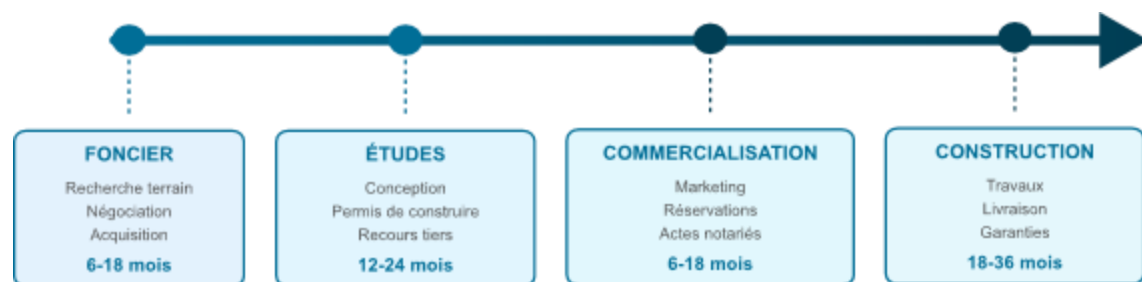 FONCIER
Recherche terrain
Négociation
Acquisition
6-18 mois
ÉTUDES
Conception
Permis de construire
Recours tiers
12-24 mois
COMMERCIALISATION
Marketing
Réservations
Actes notariés
6-18 mois
CONSTRUCTION
Travaux
Livraison
Garanties
18-36 mois